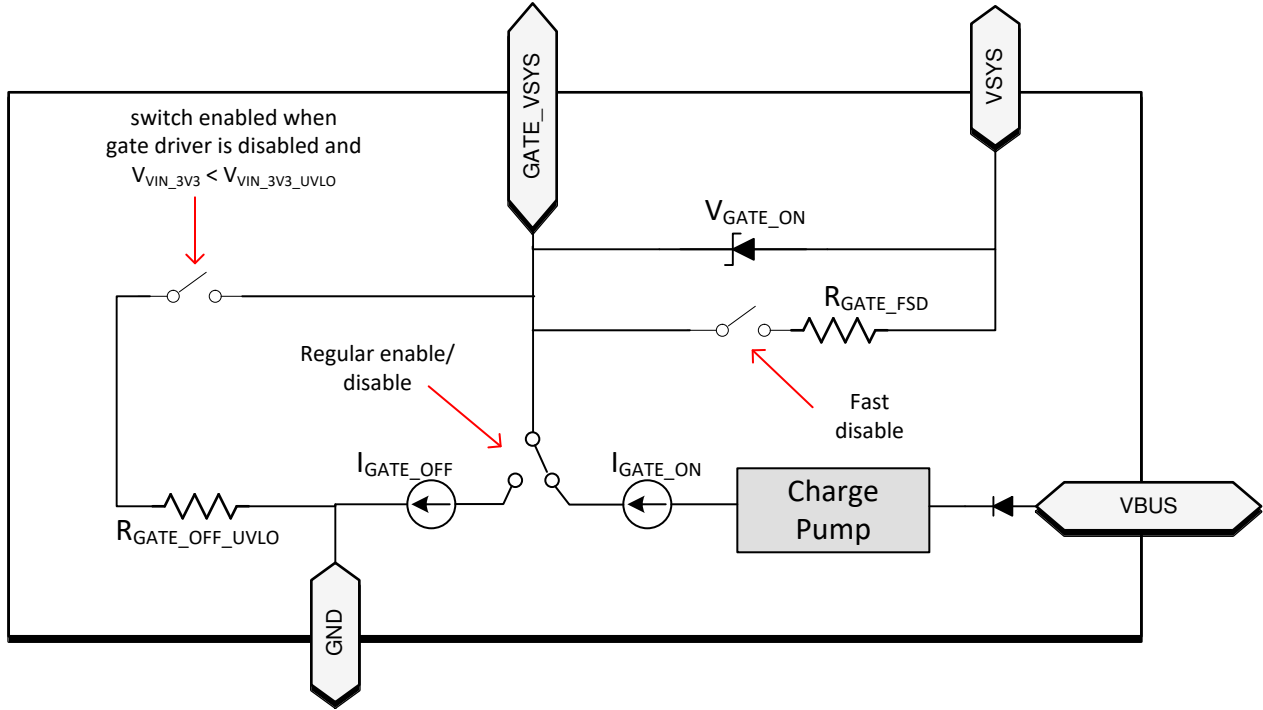 GATE_VSYS
VSYS
switch enabled when
gate driver is disabled and
VVIN_3V3 < VVIN_3V3_UVLO
VGATE_ON
RGATE_FSD
Regular enable/
disable
Fast
disable
IGATE_OFF
IGATE_ON
Charge
Pump
VBUS
RGATE_OFF_UVLO
GND